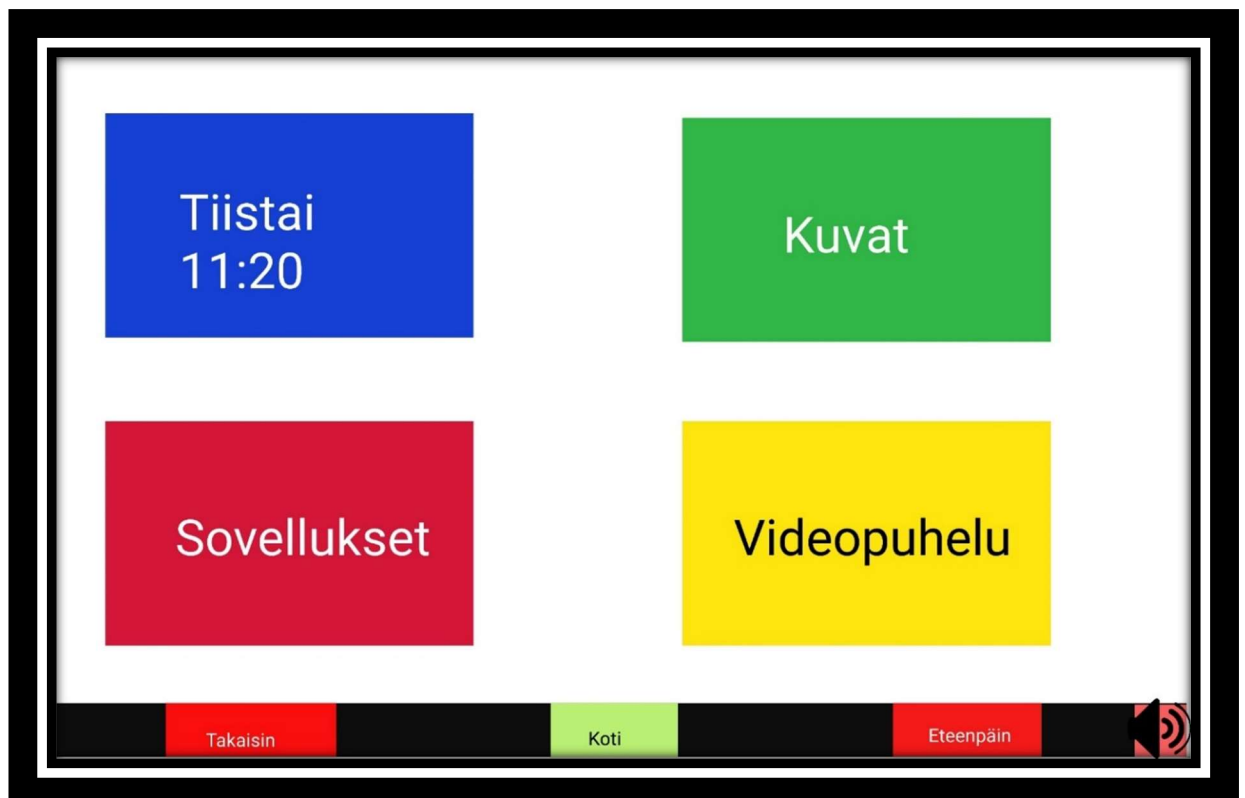 Tiistai
11:20
Kuvat
Sovellukset
Videopuhelu
Takaisin
Koti
Eteenpäin